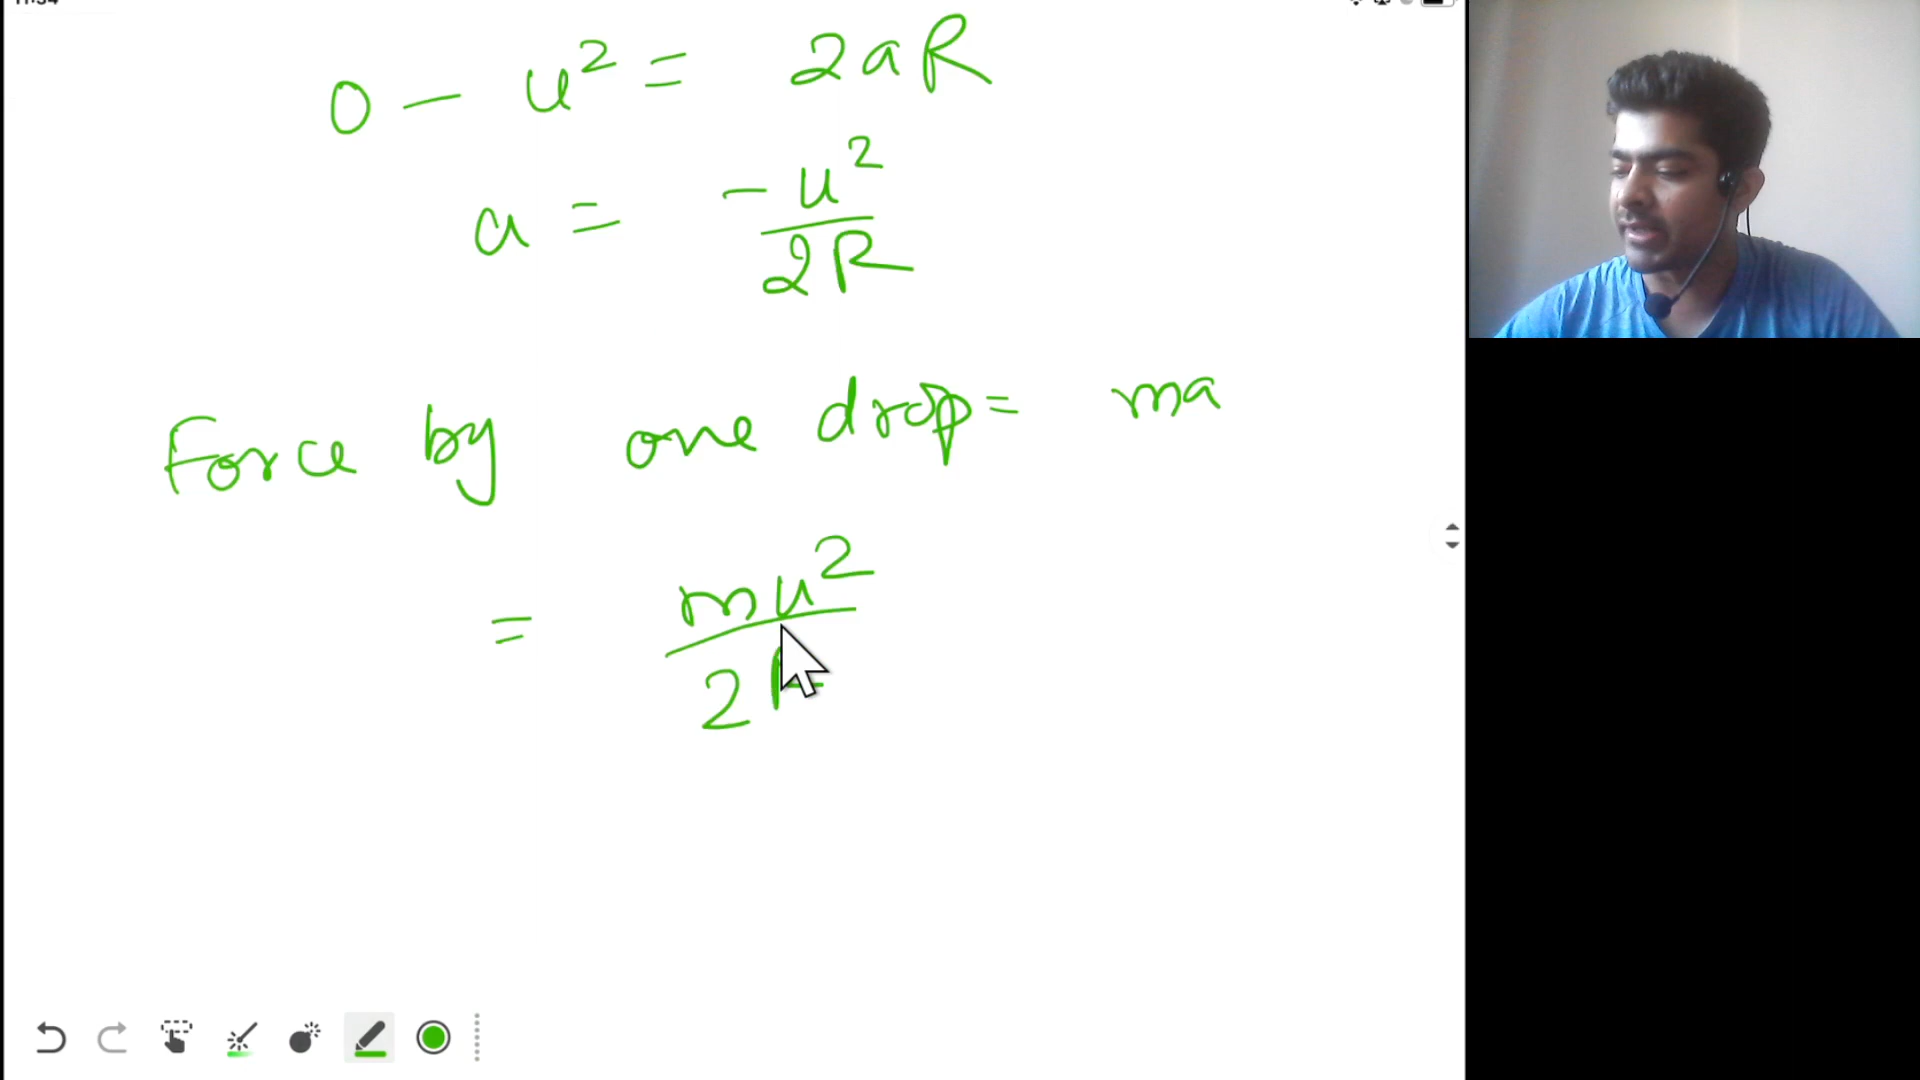 0 - u² = 2aR
a = -u²/2R
Force by one drop = ma
= mu²/2